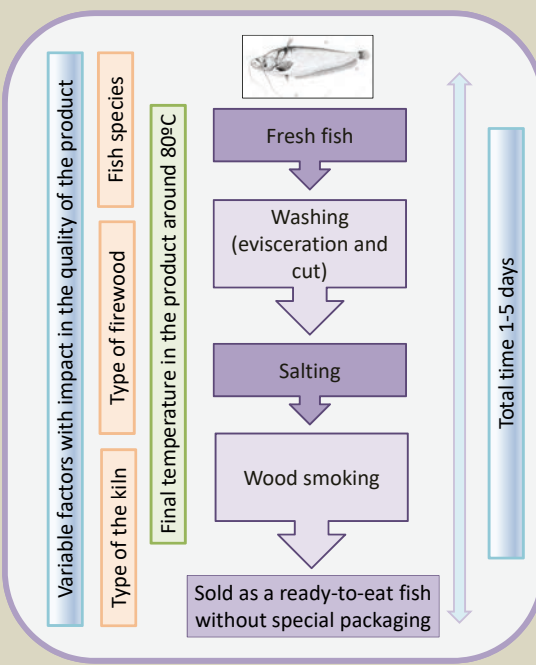 Variable factors with impact in the quality of the product
Fish species
Type of firewood
Type of the kiln
Final temperature in the product around 80ºC
Fresh fish
Washing
(evisceration and
cut)
Salting
Wood smoking
Sold as a ready-to-eat fish
without special packaging
Total time 1-5 days